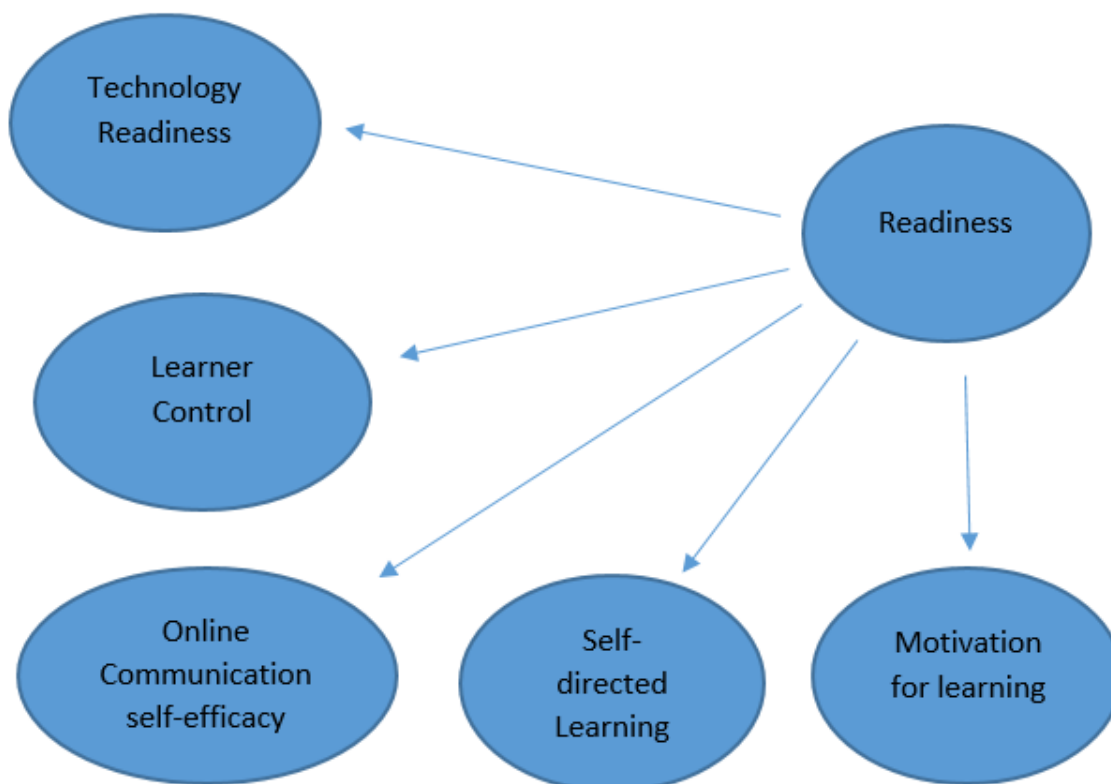 Technology
Readiness
Readiness
Learner
Control
Online
Communication
self-efficacy
Self-
directed
Learning
Motivation
for learning